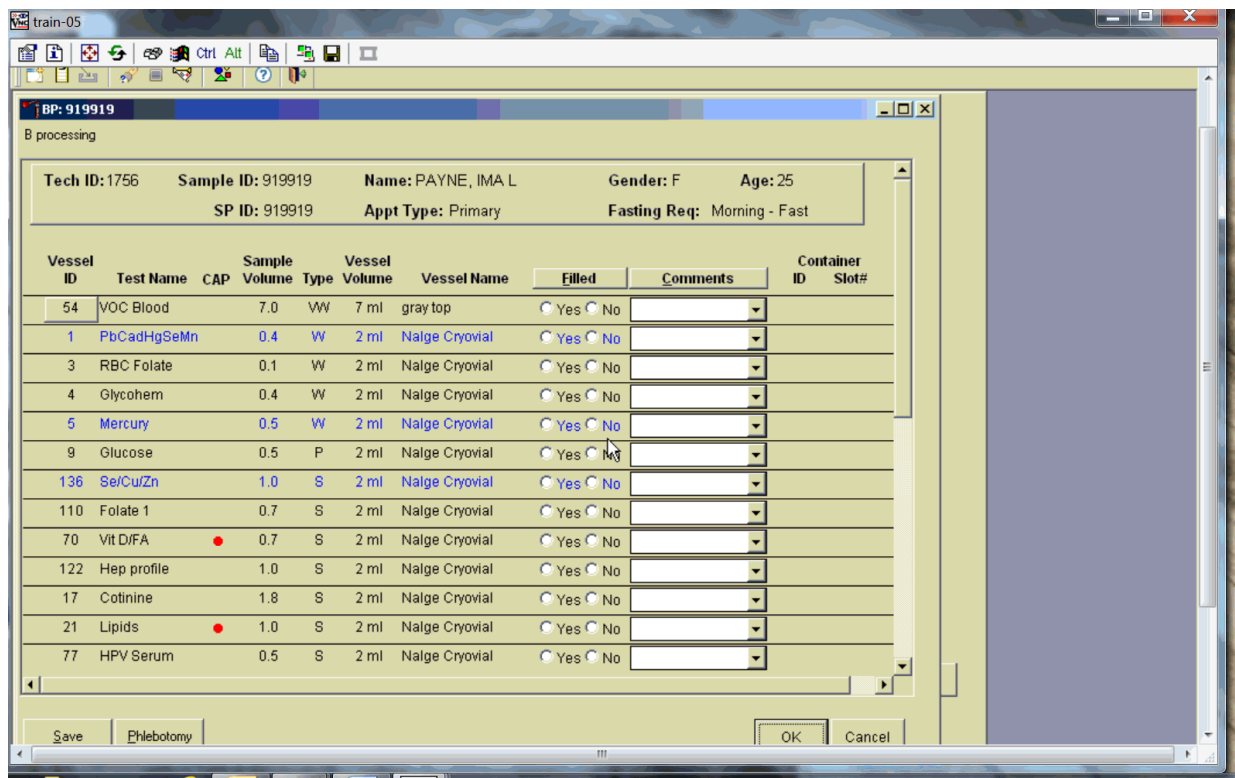 train-05
Ctrl Alt
BP: 919919
B processing
Tech ID: 1756 Sample ID: 919919 Name: PAYNE, IMA L Gender: F Age: 25
SP ID: 919919 Appt Type: Primary Fasting Req: Morning - Fast
Vessel Sample Vessel Container
ID Test Name CAP Volume Type Volume Vessel Name Filled Comments ID Slot#
54 VOC Blood 7.0 VW 7 ml gray top Yes No
1 PbCadHgSeMn 0.4 W 2 ml Nalge Cryovial Yes No
3 RBC Folate 0.1 W 2 ml Nalge Cryovial Yes No
4 Glycohem 0.4 W 2 ml Nalge Cryovial Yes No
5 Mercury 0.5 W 2 ml Nalge Cryovial Yes No
9 Glucose 0.5 P 2 ml Nalge Cryovial Yes No
136 Se/Cu/Zn 1.0 S 2 ml Nalge Cryovial Yes No
110 Folate 1 0.7 S 2 ml Nalge Cryovial Yes No
70 Vit D/FA 0.7 S 2 ml Nalge Cryovial Yes No
122 Hep profile 1.0 S 2 ml Nalge Cryovial Yes No
17 Cotinine 1.8 S 2 ml Nalge Cryovial Yes No
21 Lipids 1.0 S 2 ml Nalge Cryovial Yes No
77 HPV Serum 0.5 S 2 ml Nalge Cryovial Yes No
Save Phlebotomy OK Cancel